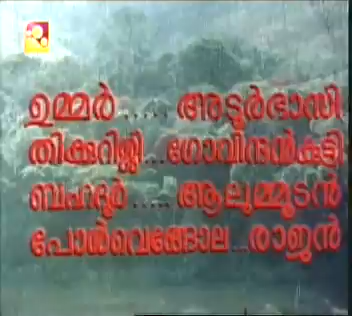 ഉമ്മർ ..... അടൂർഭാസി
തിക്കുറിശ്ശി ... ഗോവിന്ദൻകുട്ടി
ബഹദൂർ ..... ആലുമ്മൂടൻ
പോൾവെങ്ങോല ... രാജൻ